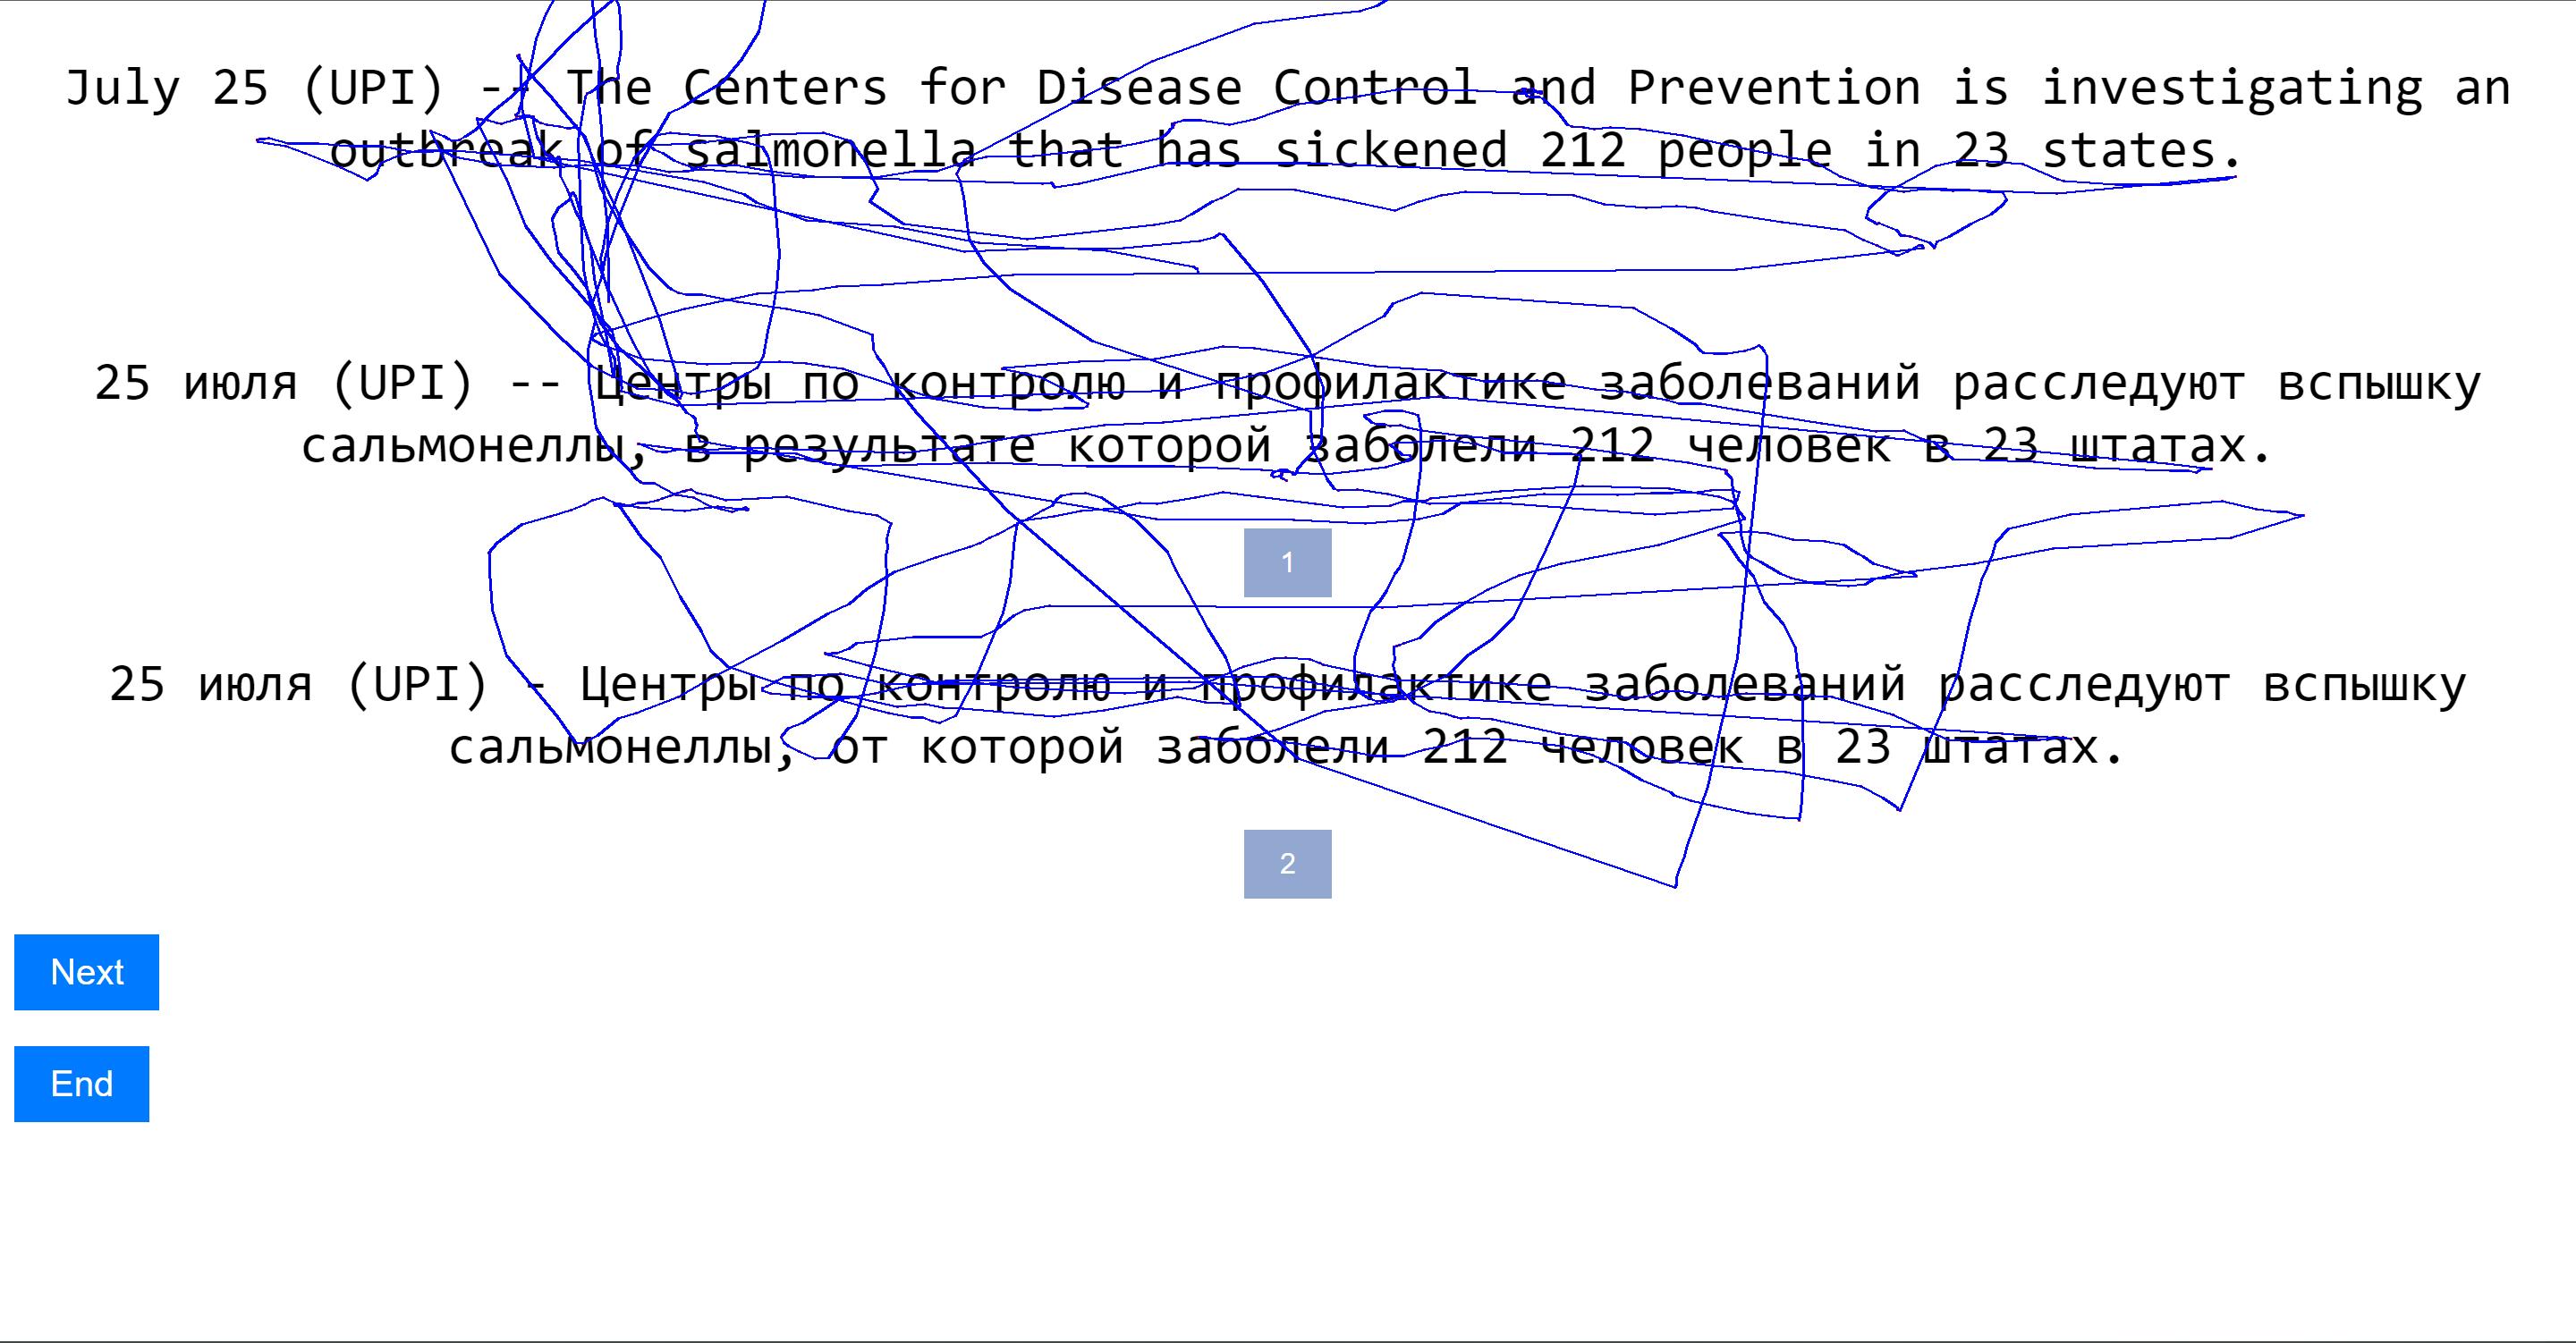 July 25 (UPI) -- The Centers for Disease Control and Prevention is investigating an
outbreak of salmonella that has sickened 212 people in 23 states.
25 июля (UPI) -- Центры по контролю и профилактике заболеваний расследуют вспышку
сальмонеллы, в результате которой заболели 212 человек в 23 штатах.
1
25 июля (UPI) - Центры по контролю и профилактике заболеваний расследуют вспышку
сальмонеллы, от которой заболели 212 человек в 23 штатах.
2
Next
End